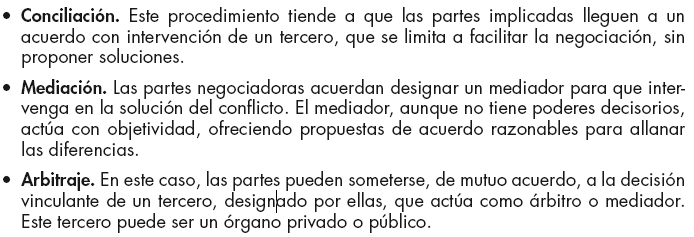 • Conciliación. Este procedimiento tiende a que las partes implicadas lleguen a un
acuerdo con intervención de un tercero, que se limita a facilitar la negociación, sin
proponer soluciones.
• Mediación. Las partes negociadoras acuerdan designar un mediador para que inter-
venga en la solución del conflicto. El mediador, aunque no tiene poderes decisorios,
actúa con objetividad, ofreciendo propuestas de acuerdo razonables para allanar
las diferencias.
• Arbitraje. En este caso, las partes pueden someterse, de mutuo acuerdo, a la decisión
vinculante de un tercero, designado por ellas, que actúa como árbitro o mediador.
Este tercero puede ser un órgano privado o público.